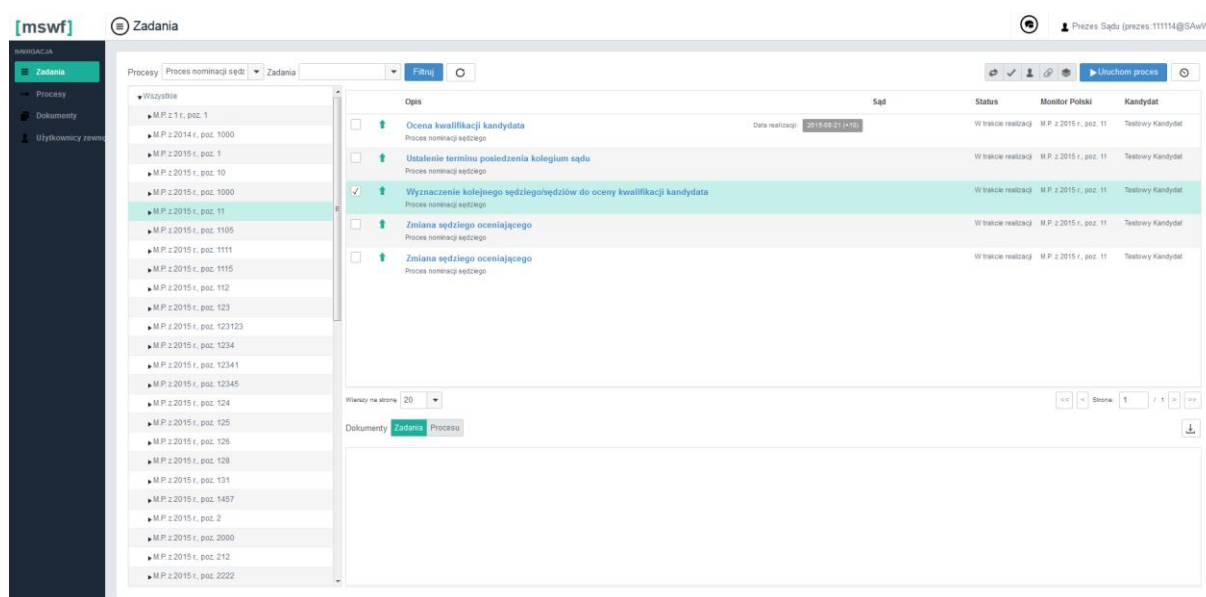 [mswf]
Zadania
Prezes Sądu (prezes.111114@SAwW
NAWIGACJA
Zadania
Procesy
Dokumenty
Użytkownicy zewnę
Procesy Proces nominacji sędz Zadania Filtruj Uruchom proces
Wszystkie
M.P. z 1 r., poz. 1
M.P. z 2014 r., poz. 1000
M.P. z 2015 r., poz. 1
M.P. z 2015 r., poz. 10
M.P. z 2015 r., poz. 1000
M.P. z 2015 r., poz. 11
M.P. z 2015 r., poz. 1105
M.P. z 2015 r., poz. 1111
M.P. z 2015 r., poz. 1115
M.P. z 2015 r., poz. 112
M.P. z 2015 r., poz. 123
M.P. z 2015 r., poz. 123123
M.P. z 2015 r., poz. 1234
M.P. z 2015 r., poz. 12341
M.P. z 2015 r., poz. 12345
M.P. z 2015 r., poz. 124
M.P. z 2015 r., poz. 125
M.P. z 2015 r., poz. 126
M.P. z 2015 r., poz. 128
M.P. z 2015 r., poz. 131
M.P. z 2015 r., poz. 1457
M.P. z 2015 r., poz. 2
M.P. z 2015 r., poz. 2000
M.P. z 2015 r., poz. 212
M.P. z 2015 r., poz. 2222
Opis Sąd Status Monitor Polski Kandydat
Ocena kwalifikacji kandydata Data realizacji: 2015-08-21 (+10) W trakcie realizacji M.P. z 2015 r., poz. 11 Testowy Kandydat
Proces nominacji sędziego
Ustalenie terminu posiedzenia kolegium sądu W trakcie realizacji M.P. z 2015 r., poz. 11 Testowy Kandydat
Proces nominacji sędziego
Wyznaczenie kolejnego sędziego/sędziów do oceny kwalifikacji kandydata W trakcie realizacji M.P. z 2015 r., poz. 11 Testowy Kandydat
Proces nominacji sędziego
Zmiana sędziego oceniającego W trakcie realizacji M.P. z 2015 r., poz. 11 Testowy Kandydat
Proces nominacji sędziego
Zmiana sędziego oceniającego W trakcie realizacji M.P. z 2015 r., poz. 11 Testowy Kandydat
Proces nominacji sędziego
Wierszy na stronę 20 << < Strona: 1 / 1 > >>
Dokumenty Zadania Procesu